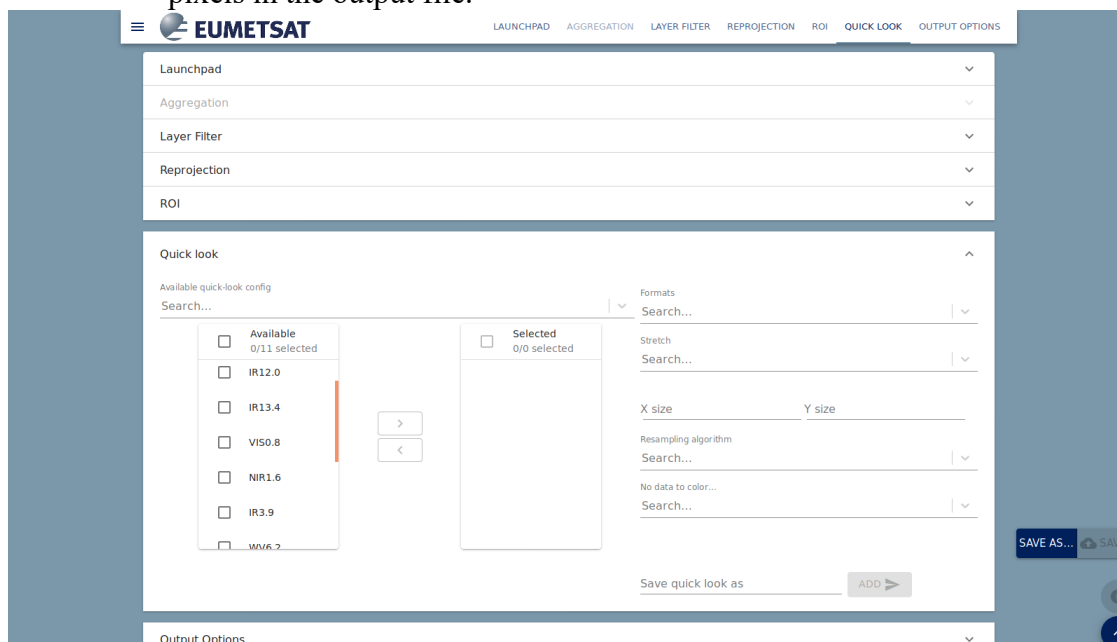 pixels in the output file.
EUMETSAT
LAUNCHPAD AGGREGATION LAYER FILTER REPROJECTION ROI QUICK LOOK OUTPUT OPTIONS
Launchpad
Aggregation
Layer Filter
Reprojection
ROI
Quick look
Available quick-look config
Search...
Formats
Search...
Available
0/11 selected
Selected
0/0 selected
Stretch
Search...
IR12.0
IR13.4
VIS0.8
NIR1.6
IR3.9
WV6.2
X size Y size
Resampling algorithm
Search...
No data to color...
Search...
SAVE AS...
Save quick look as
ADD
Output Options